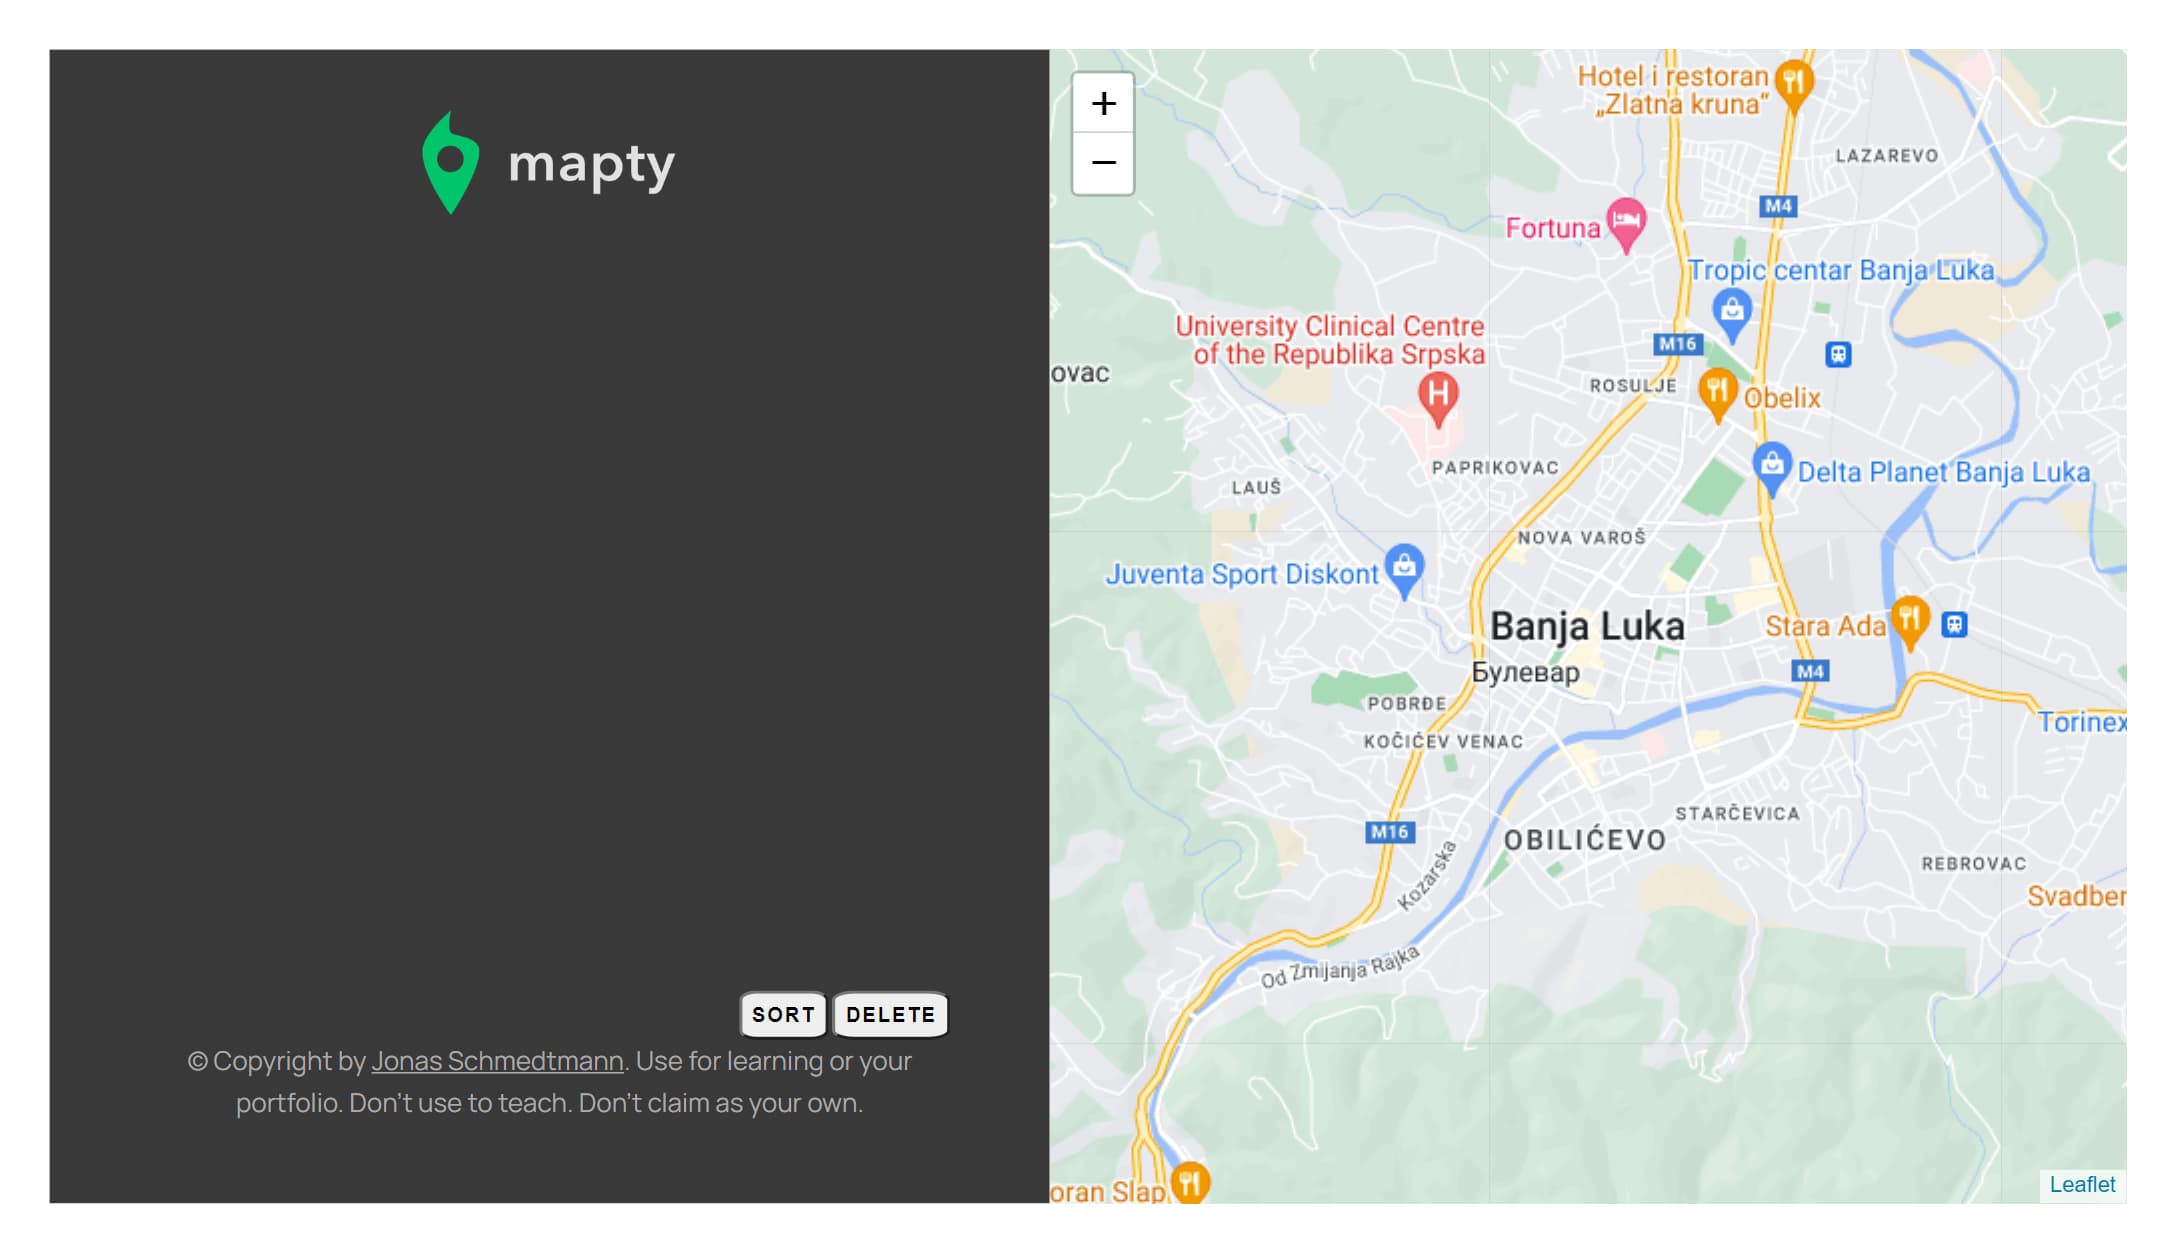 mapty
SORT
DELETE
© Copyright by Jonas Schmedtmann. Use for learning or your
portfolio. Don't use to teach. Don't claim as your own.
+
−
Hotel i restoran
„Zlatna kruna“
LAZAREVO
M4
Fortuna
Tropic centar Banja Luka
University Clinical Centre
of the Republika Srpska
M16
ovac
H
ROSULJE
Obelix
PAPRIKOVAC
Delta Planet Banja Luka
LAUŠ
NOVA VAROŠ
Juventa Sport Diskont
Banja Luka
Stara Ada
Булевар
M4
POBRĐE
Torinex
KOČIĆEV VENAC
STARČEVICA
M16
OBILIĆEVO
Kozarska
REBROVAC
Svadber
Od Zmijanja Rajka
oran Slap
Leaflet